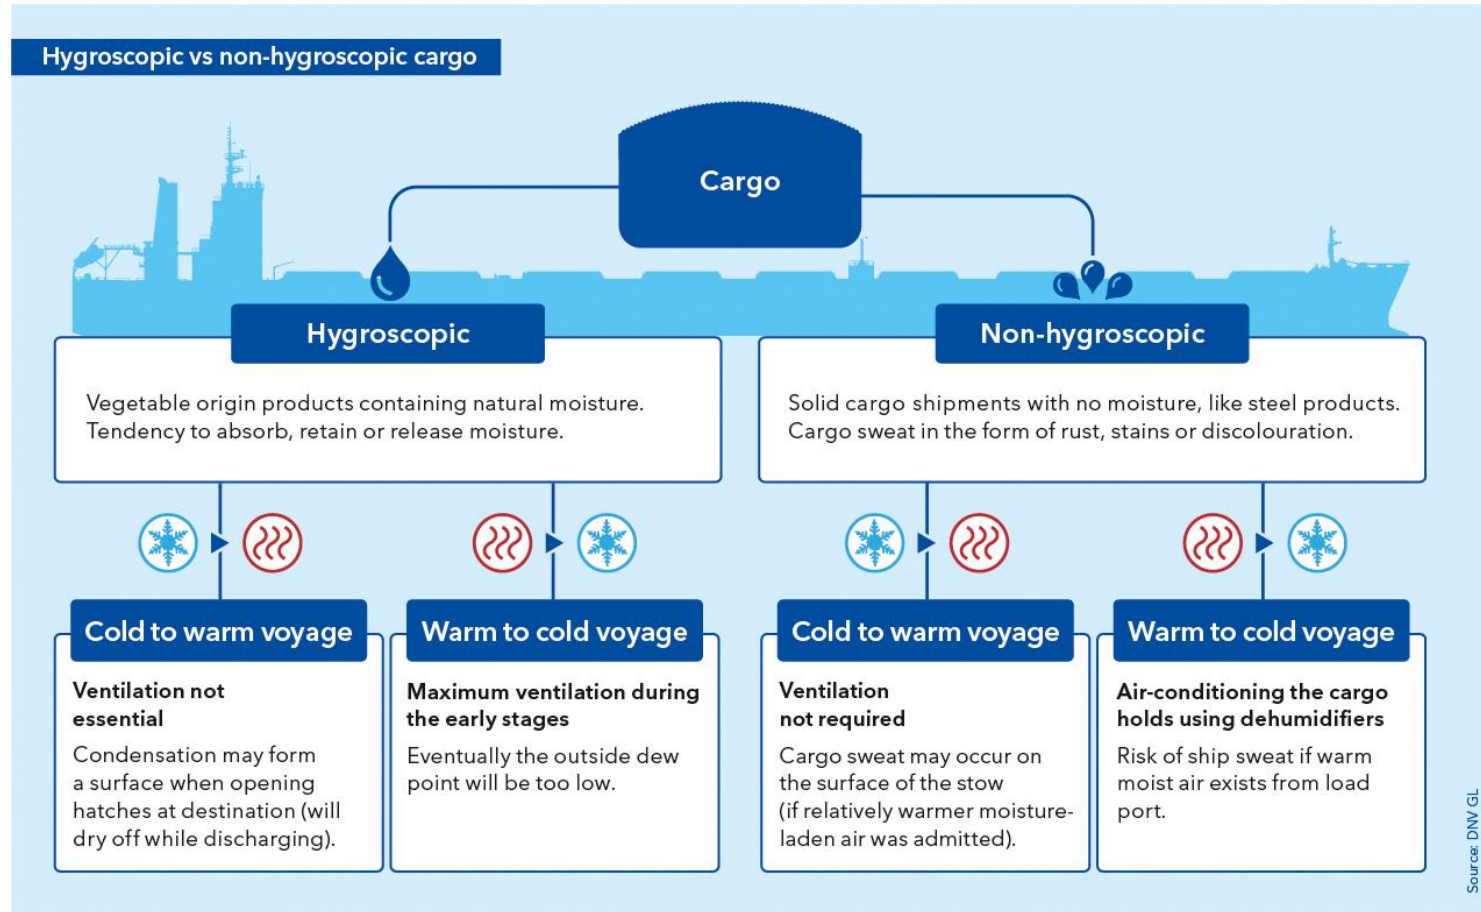 Hygroscopic vs non-hygroscopic cargo
Cargo
Hygroscopic
Vegetable origin products containing natural moisture.
Tendency to absorb, retain or release moisture.
Non-hygroscopic
Solid cargo shipments with no moisture, like steel products.
Cargo sweat in the form of rust, stains or discolouration.
Cold to warm voyage
Ventilation not
essential
Condensation may form
a surface when opening
hatches at destination (will
dry off while discharging).
Warm to cold voyage
Maximum ventilation during
the early stages
Eventually the outside dew
point will be too low.
Cold to warm voyage
Ventilation
not required
Cargo sweat may occur on
the surface of the stow
(if relatively warmer moisture-
laden air was admitted).
Warm to cold voyage
Air-conditioning the cargo
holds using dehumidifiers
Risk of ship sweat if warm
moist air exists from load
port.
Source: DNV GL